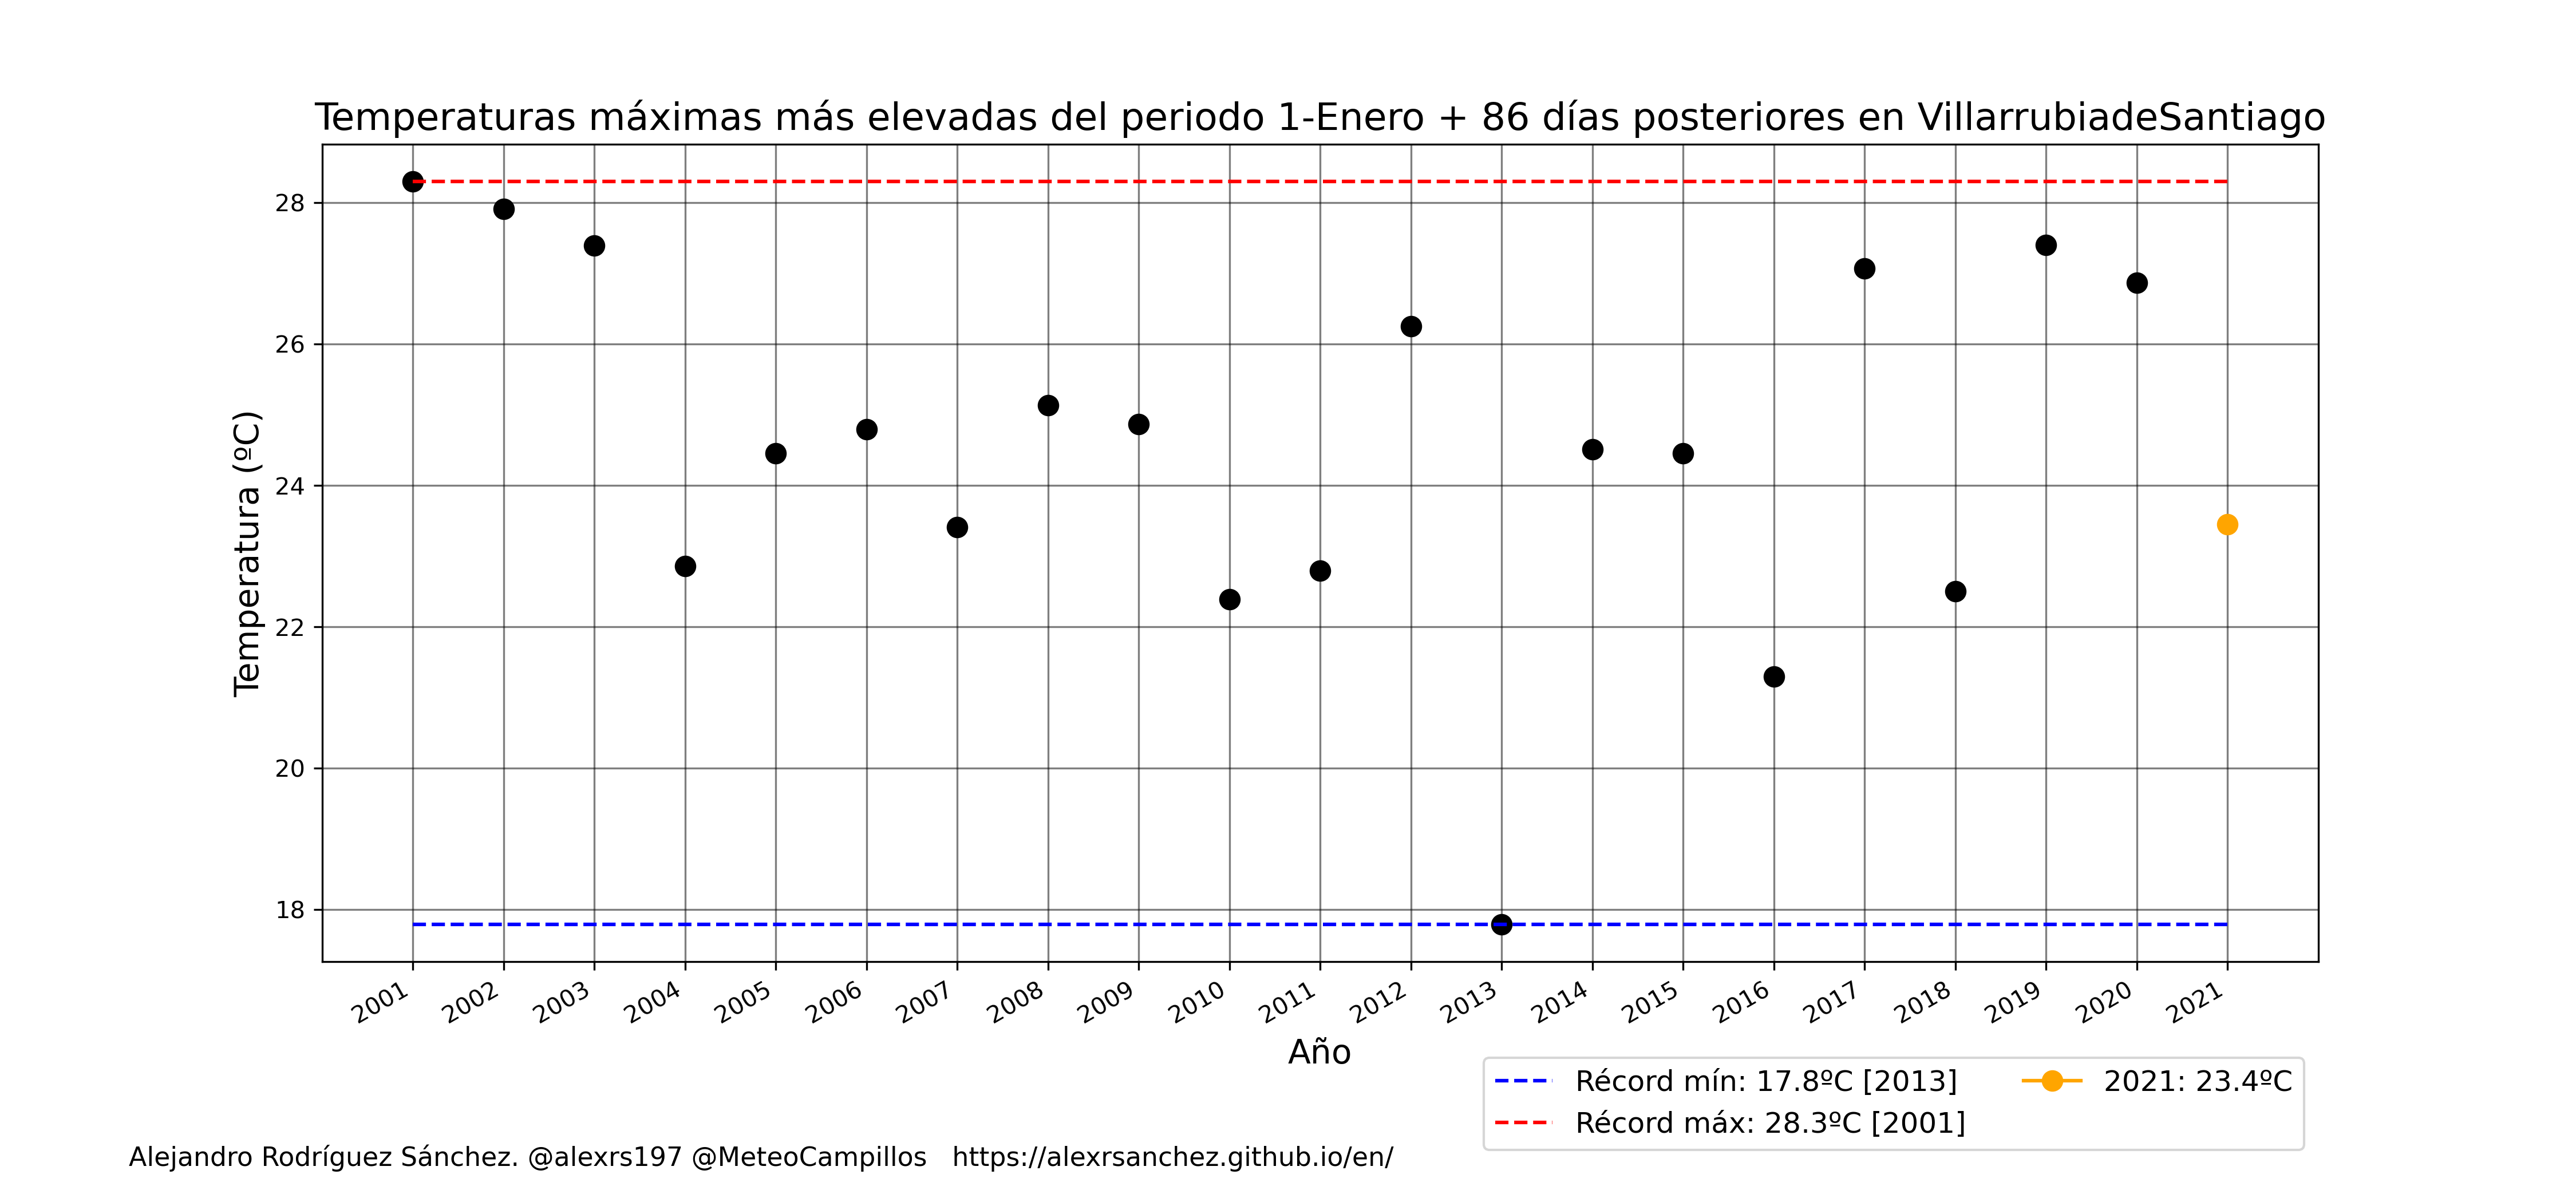 Temperaturas máximas más elevadas del periodo 1-Enero + 86 días posteriores en VillarrubiadeSantiago
Temperatura (ºC)
28
26
24
22
20
18
2001 2002 2003 2004 2005 2006 2007 2008 2009 2010 2011 2012 2013 2014 2015 2016 2017 2018 2019 2020 2021
Año
Récord mín: 17.8ºC [2013]
Récord máx: 28.3ºC [2001]
2021: 23.4ºC
Alejandro Rodríguez Sánchez. @alexrs197 @MeteoCampillos https://alexrsanchez.github.io/en/